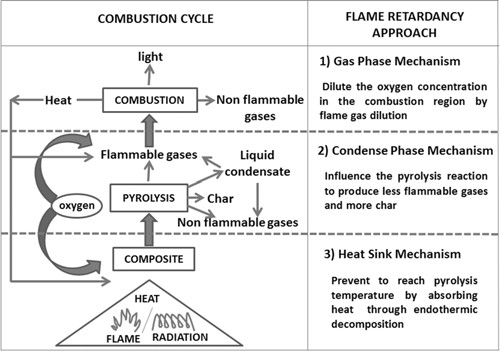 COMBUSTION CYCLE
FLAME RETARDANCY
APPROACH
light
Heat
COMBUSTION
Non flammable
gases
1) Gas Phase Mechanism
Dilute the oxygen concentration
in the combustion region by
flame gas dilution
Flammable gases
Liquid
condensate
oxygen
PYROLYSIS
Char
Non flammable gases
2) Condense Phase Mechanism
Influence the pyrolysis reaction
to produce less flammable gases
and more char
COMPOSITE
HEAT
FLAME
RADIATION
3) Heat Sink Mechanism
Prevent to reach pyrolysis
temperature by absorbing
heat through endothermic
decomposition